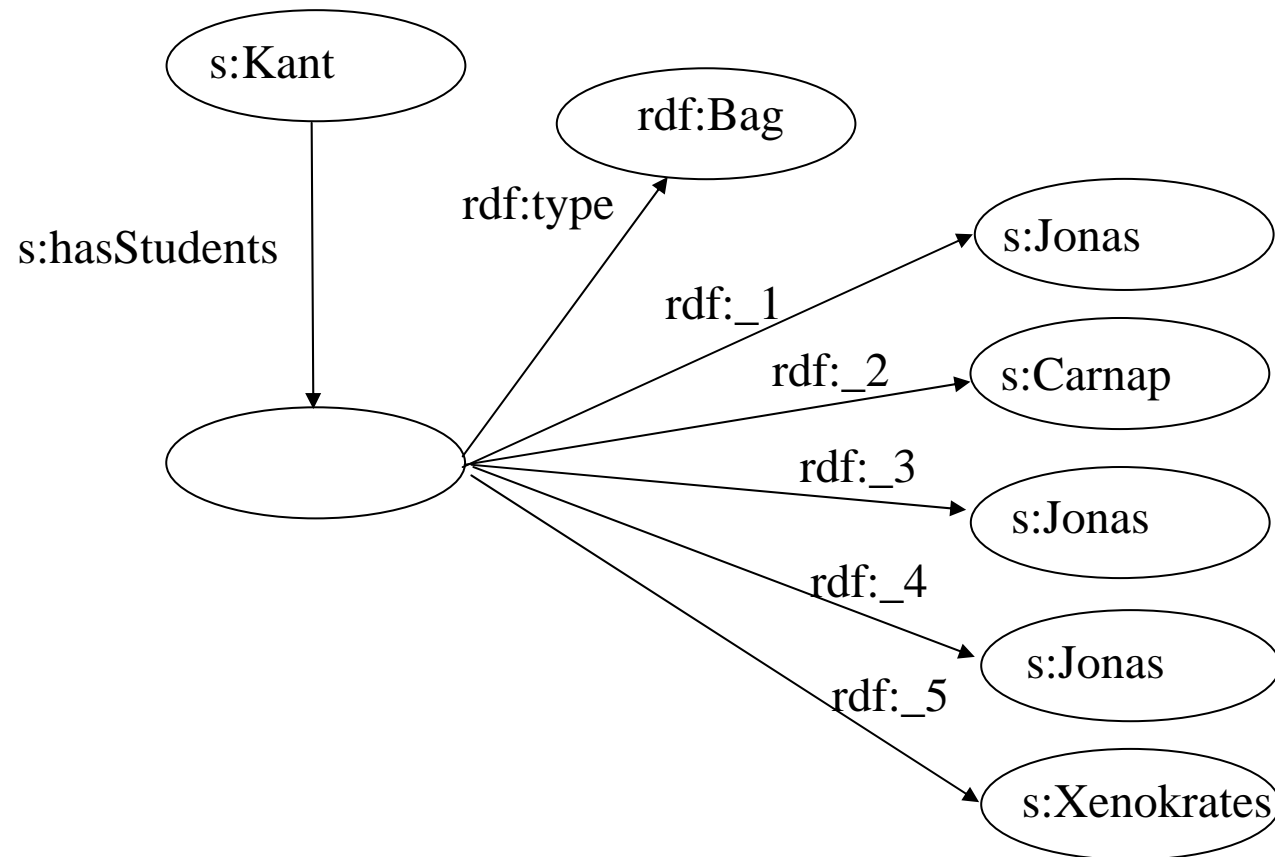 s:Kant
rdf:Bag
rdf:type
s:hasStudents
s:Jonas
rdf:_1
rdf:_2
s:Carnap
rdf:_3
s:Jonas
rdf:_4
s:Jonas
rdf:_5
s:Xenokrates